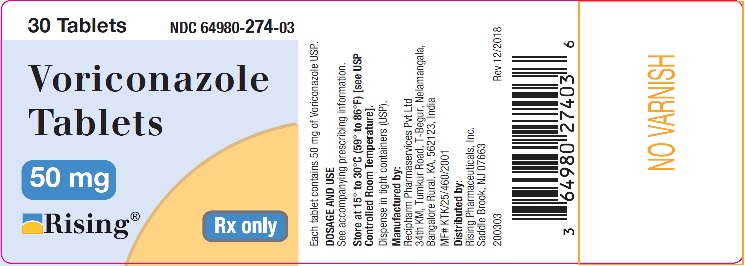 30 Tablets NDC 64980-274-03
Voriconazole
Tablets
50 mg
Rising®
Rx only
Each tablet contains 50 mg of Voriconazole USP.
DOSAGE AND USE
See accompanying prescribing information.
Store at 15° to 30°C (59° to 86°F) [see USP
Controlled Room Temperature].
Dispense in tight containers (USP).
Manufactured by:
Recipharm Pharmaservices Pvt Ltd
34th KM, Tumkur Road, T-Begur, Nelamangala,
Bangalore Rural, KA, 562123, India
MF# KTK/25/460/2001
Distributed by:
Rising Pharmaceuticals, Inc.
Saddle Brook, NJ 07663
200303 Rev 12/2018
3 64980 27403 6
NO VARNISH